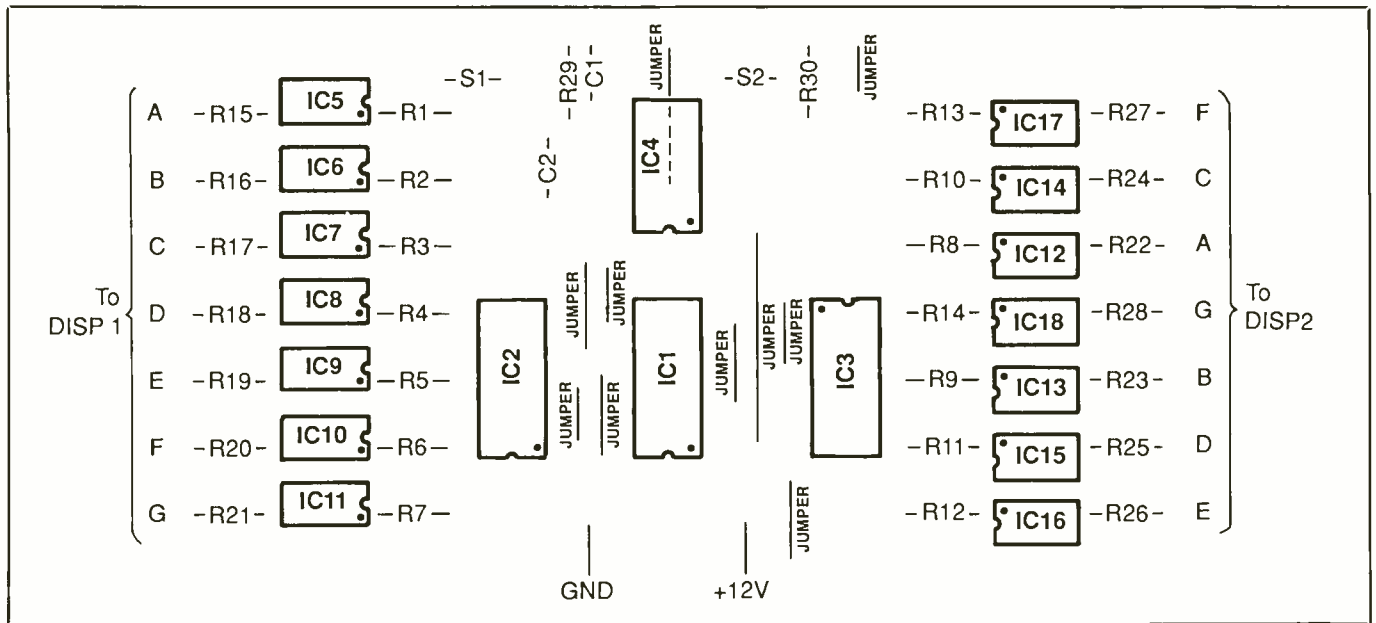 JUMPER
-S1-
-R29-
-C1-
-S2-
-R30-
JUMPER
A -R15- IC5 -R1-
-R13- IC17 -R27- F
B -R16- IC6 -R2-
-C2-
IC4
-R10- IC14 -R24- C
C -R17- IC7 -R3-
-R8- IC12 -R22- A
To
DISP 1
D -R18- IC8 -R4-
JUMPER
JUMPER
JUMPER
JUMPER
JUMPER
-R14- IC18 -R28- G
To
DISP2
E -R19- IC9 -R5-
IC2
IC1
IC3
-R9- IC13 -R23- B
F -R20- IC10 -R6-
JUMPER
JUMPER
-R11- IC15 -R25- D
G -R21- IC11 -R7-
JUMPER
-R12- IC16 -R26- E
GND
+12V